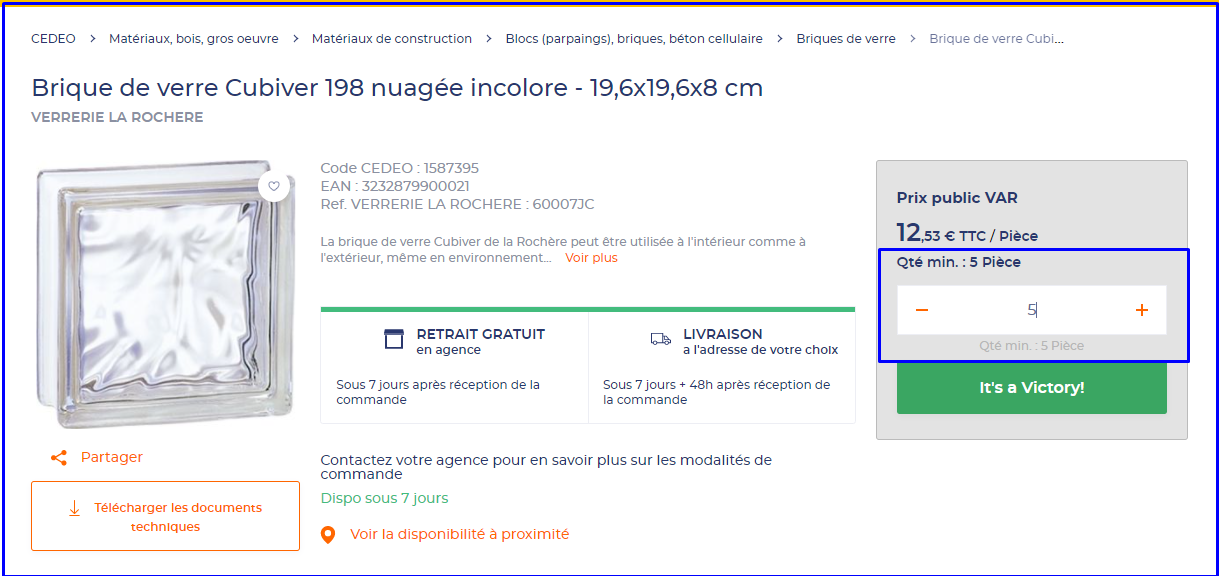 CEDEO > Matériaux, bois, gros oeuvre > Matériaux de construction > Blocs (parpaings), briques, béton cellulaire > Briques de verre > Brique de verre Cubi...
Brique de verre Cubiver 198 nuagée incolore - 19,6x19,6x8 cm
VERRERIE LA ROCHERE
Code CEDEO : 1587395
EAN : 3232879900021
Ref. VERRERIE LA ROCHERE : 60007JC
La brique de verre Cubiver de la Rochère peut être utilisée à l'intérieur comme à
l'extérieur, même en environnement... Voir plus
RETRAIT GRATUIT
en agence
Sous 7 jours après réception de la
commande
LIVRAISON
a l'adresse de votre choix
Sous 7 jours + 48h après réception de
la commande
Contactez votre agence pour en savoir plus sur les modalités de
commande
Dispo sous 7 jours
Voir la disponibilité à proximité
Partager
Télécharger les documents
techniques
Prix public VAR
12,53 € TTC / Pièce
Qté min. : 5 Pièce
− 5 +
Qté min. : 5 Pièce
It's a Victory!